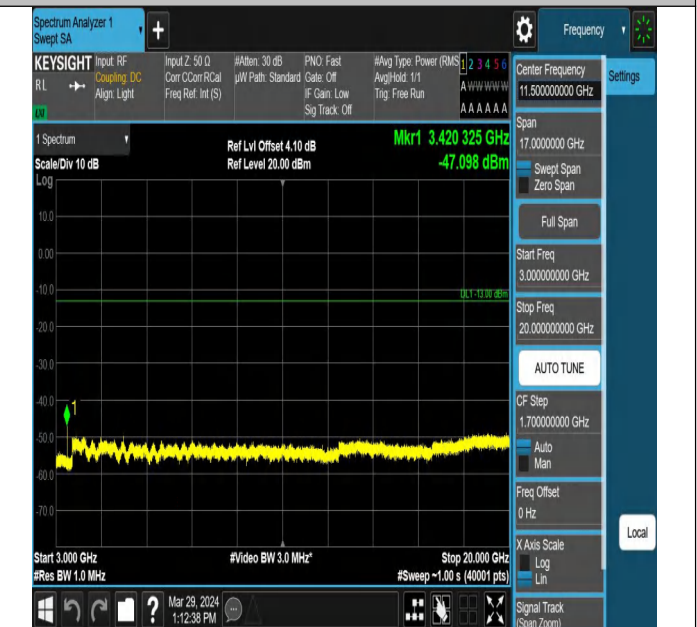 Spectrum Analyzer 1
Swept SA
+
Frequency
KEYSIGHT
RL
Input: RF
Coupling: DC
Align: Light
Input Z: 50 Ω
Corr CCorr RCal
Freq Ref: Int (S)
#Atten: 30 dB
µW Path: Standard
PNO: Fast
Gate: Off
IF Gain: Low
Sig Track: Off
#Avg Type: Power (RMS
Avg|Hold: 1/1
Trig: Free Run
1 2 3 4 5 6
A W W W W W
A A A A A A
1 Spectrum
Scale/Div 10 dB
Log
Ref Lvl Offset 4.10 dB
Ref Level 20.00 dBm
Mkr1 3.420 325 GHz
-47.098 dBm
10.0
0.00
-10.0
DL1 -13.00 dBm
-20.0
-30.0
-40.0
1
-50.0
-60.0
-70.0
Start 3.000 GHz
#Res BW 1.0 MHz
#Video BW 3.0 MHz*
Stop 20.000 GHz
#Sweep ~1.00 s (40001 pts)
?
Mar 29, 2024
1:12:38 PM
Center Frequency
11.500000000 GHz
Settings
Span
17.0000000 GHz
Swept Span
Zero Span
Full Span
Start Freq
3.000000000 GHz
Stop Freq
20.000000000 GHz
AUTO TUNE
CF Step
1.700000000 GHz
Auto
Man
Freq Offset
0 Hz
X Axis Scale
Log
Lin
Local
Signal Track
(Span Zoom)